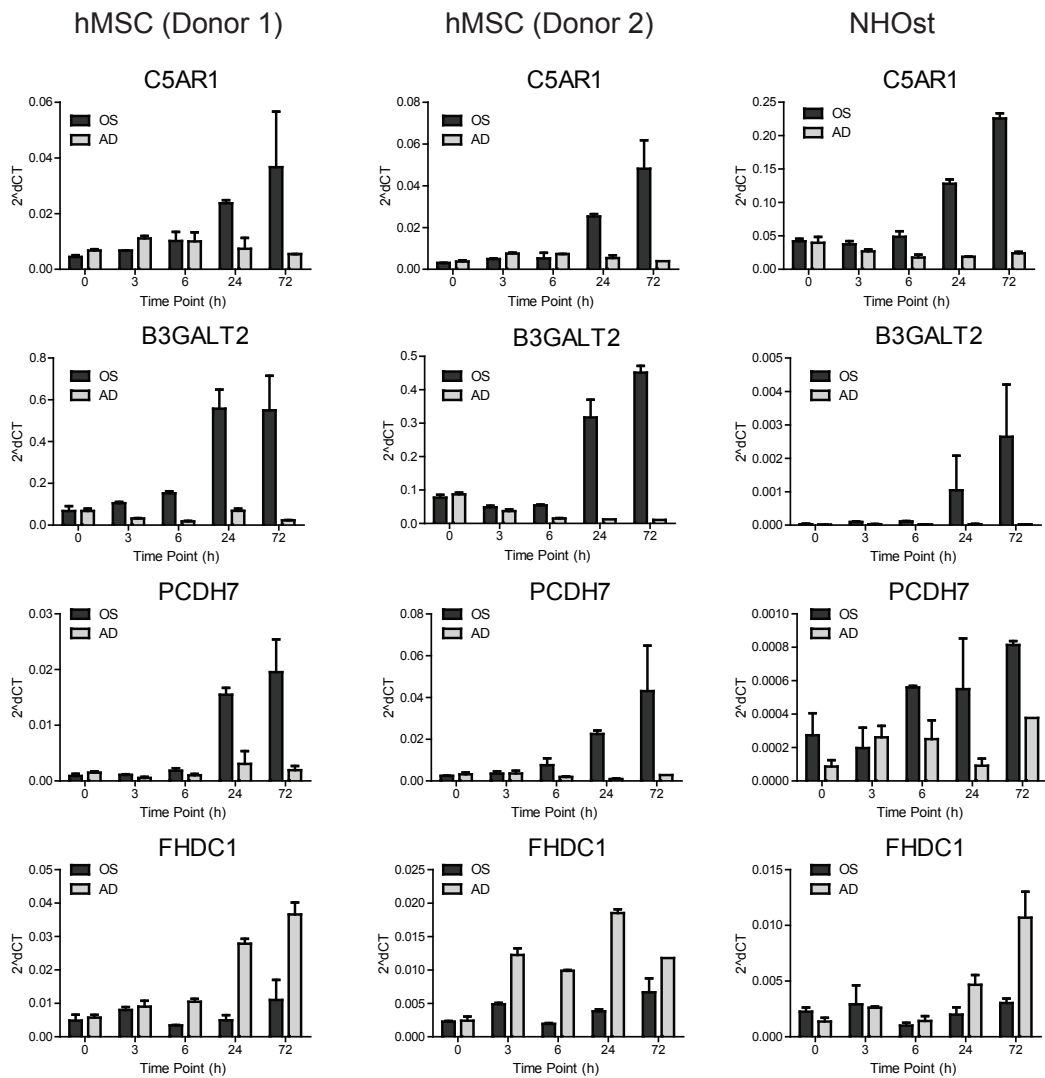 hMSC (Donor 1) hMSC (Donor 2) NHOst
C5AR1
0.06
0.04
0.02
0.00
2^dCT
OS
AD
0 3 6 24 72
Time Point (h)
C5AR1
0.08
0.06
0.04
0.02
0.00
2^dCT
OS
AD
0 3 6 24 72
Time Point (h)
C5AR1
0.25
0.20
0.15
0.10
0.05
0.00
2^dCT
OS
AD
0 3 6 24 72
Time Point (h)
B3GALT2
0.8
0.6
0.4
0.2
0.0
2^dCT
OS
AD
0 3 6 24 72
Time Point (h)
B3GALT2
0.5
0.4
0.3
0.2
0.1
0.0
2^dCT
OS
AD
0 3 6 24 72
Time Point (h)
B3GALT2
0.005
0.004
0.003
0.002
0.001
0.000
2^dCT
OS
AD
0 3 6 24 72
Time Point (h)
PCDH7
0.03
0.02
0.01
0.00
2^dCT
OS
AD
0 3 6 24 72
Time Point (h)
PCDH7
0.08
0.06
0.04
0.02
0.00
2^dCT
OS
AD
0 3 6 24 72
Time Point (h)
PCDH7
0.0010
0.0008
0.0006
0.0004
0.0002
0.0000
2^dCT
OS
AD
0 3 6 24 72
Time Point (h)
FHDC1
0.05
0.04
0.03
0.02
0.01
0.00
2^dCT
OS
AD
0 3 6 24 72
Time Point (h)
FHDC1
0.025
0.020
0.015
0.010
0.005
0.000
2^dCT
OS
AD
0 3 6 24 72
Time Point (h)
FHDC1
0.015
0.010
0.005
0.000
2^dCT
OS
AD
0 3 6 24 72
Time Point (h)